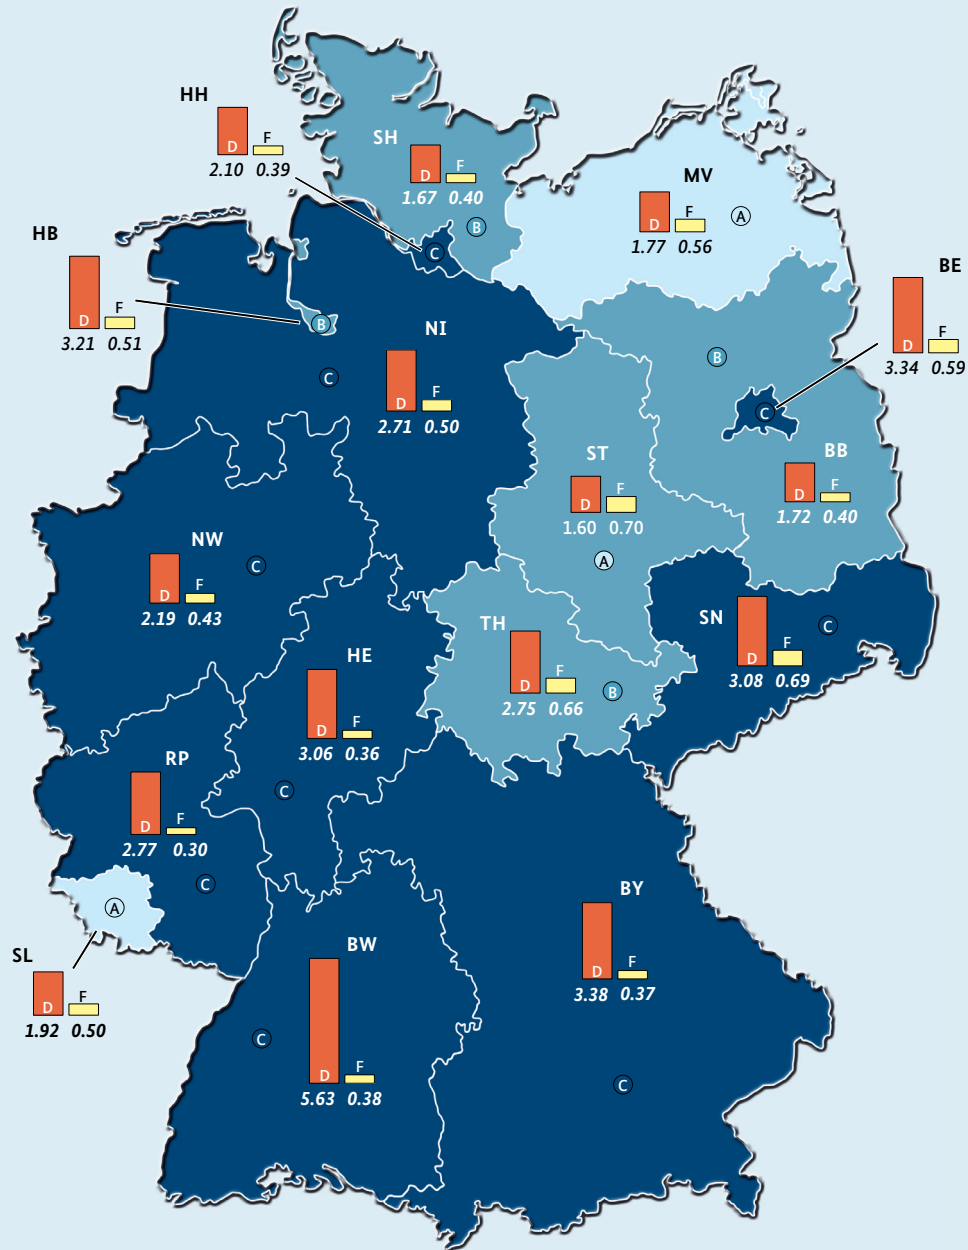 HH
D F
2.10 0.39
SH
D F
1.67 0.40
B
C
MV
D F
A
1.77 0.56
HB
D F
3.21 0.51
B
BE
D F
3.34 0.59
NI
C
D F
2.71 0.50
B
C
BB
D F
1.72 0.40
ST
D F
1.60 0.70
A
NW
C
D F
2.19 0.43
SN
C
D F
3.08 0.69
TH
D F
B
2.75 0.66
HE
D F
3.06 0.36
C
RP
D F
2.77 0.30
C
A
SL
D F
1.92 0.50
BW
D F
C
5.63 0.38
BY
D F
3.38 0.37
C